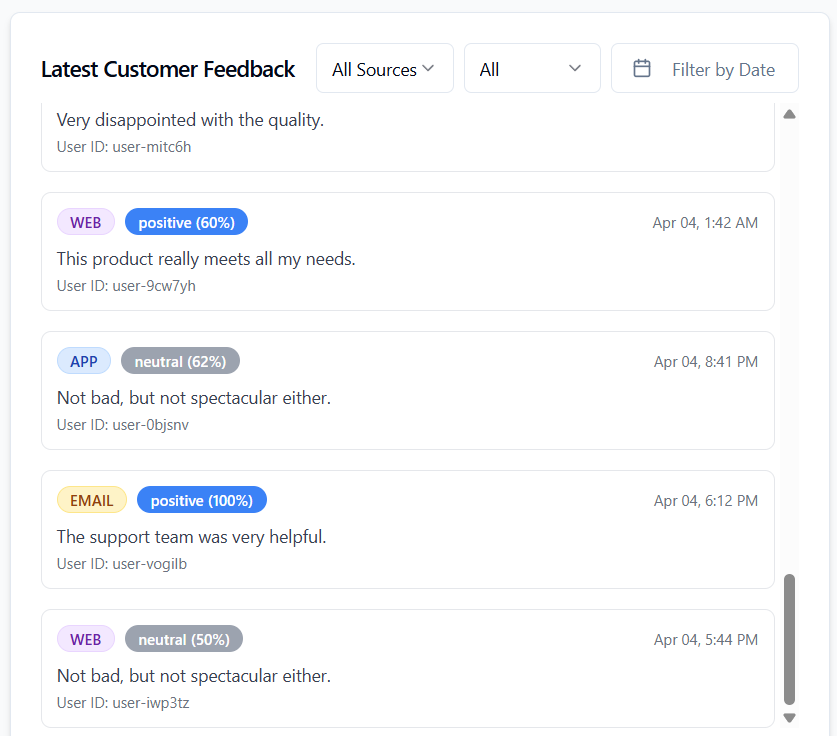 Latest Customer Feedback All Sources All Filter by Date
Very disappointed with the quality.
User ID: user-mitc6h
WEB positive (60%) Apr 04, 1:42 AM
This product really meets all my needs.
User ID: user-9cw7yh
APP neutral (62%) Apr 04, 8:41 PM
Not bad, but not spectacular either.
User ID: user-0bjsnv
EMAIL positive (100%) Apr 04, 6:12 PM
The support team was very helpful.
User ID: user-vogilb
WEB neutral (50%) Apr 04, 5:44 PM
Not bad, but not spectacular either.
User ID: user-iwp3tz